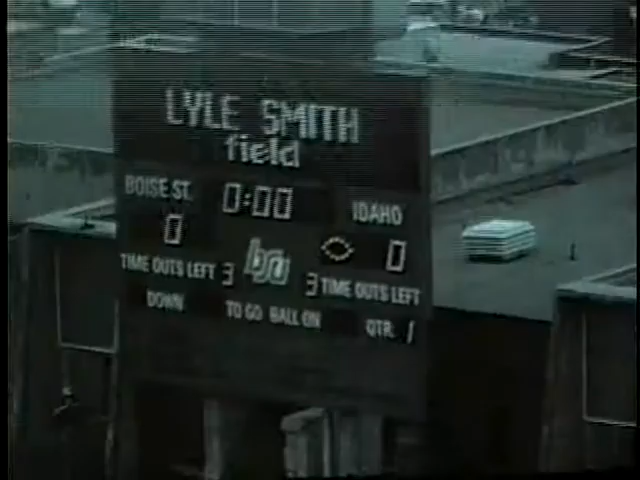 LYLE SMITH
field
BOISE ST. 0:00 IDAHO
0 bsu 0
TIME OUTS LEFT 3 3 TIME OUTS LEFT
DOWN TO GO BALL ON QTR. 1